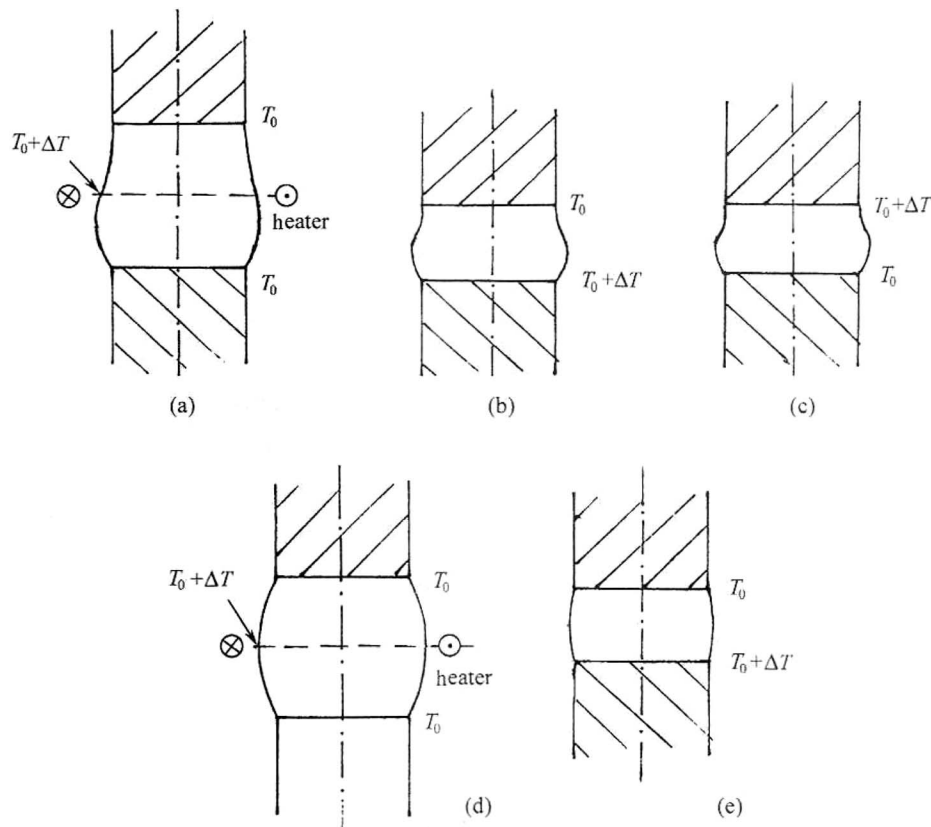 T₀
T₀+ΔT
heater
T₀
(a)
T₀
T₀+ΔT
(b)
T₀+ΔT
T₀
(c)
T₀+ΔT
T₀
heater
T₀
(d)
T₀
T₀+ΔT
(e)